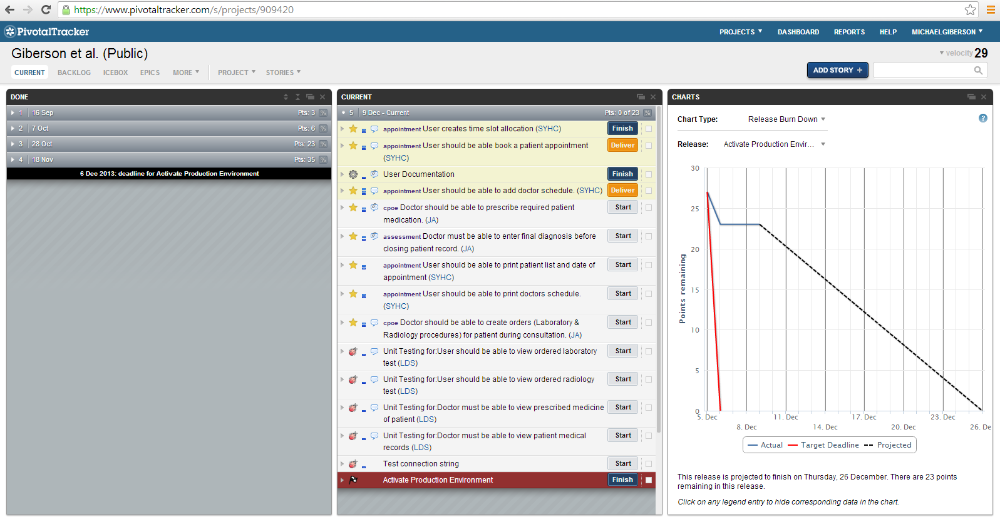 https://www.pivotaltracker.com/s/projects/909420
PivotalTracker
PROJECTS DASHBOARD REPORTS HELP MICHAELGIBERSON
Giberson et al. (Public)
velocity 29
CURRENT BACKLOG ICEBOX EPICS MORE PROJECT STORIES
ADD STORY +
DONE
1 16 Sep Pts: 3 %
2 7 Oct Pts: 6 %
3 28 Oct Pts: 23 %
4 18 Nov Pts: 35 %
6 Dec 2013: deadline for Activate Production Environment
CURRENT
5 9 Dec - Current Pts: 0 of 23 %
appointment User creates time slot allocation (SYHC) Finish
appointment User should be able book a patient appointment Deliver
(SYHC)
User Documentation Finish
appointment User should be able to add doctor schedule. (SYHC) Deliver
cpoe Doctor should be able to prescribe required patient Start
medication. (JA)
assessment Doctor must be able to enter final diagnosis before Start
closing patient record. (JA)
appointment User should be able to print patient list and date of Start
appointment (SYHC)
appointment User should be able to print doctors schedule. Start
(SYHC)
cpoe Doctor should be able to create orders (Laboratory & Start
Radiology procedures) for patient during consultation. (JA)
Unit Testing for:User should be able to view ordered laboratory Start
test (LDS)
Unit Testing for:User should be able to view ordered radiology Start
test (LDS)
Unit Testing for:Doctor must be able to view prescribed medicine Start
of patient (LDS)
Unit Testing for:Doctor must be able to view patient medical Start
records (LDS)
Test connection string Start
Activate Production Environment Finish
CHARTS
Chart Type: Release Burn Down ?
Release: Activate Production Envir...
30
25
20
15
10
5
0
Points remaining
5. Dec 11. Dec 17. Dec 23. Dec
8. Dec 14. Dec 20. Dec 26. De
Actual Target Deadline Projected
This release is projected to finish on Thursday, 26 December. There are 23 points
remaining in this release.
Click on any legend entry to hide corresponding data in the chart.